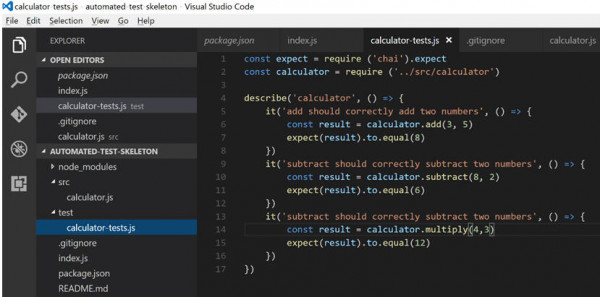 calculator-tests.js - automated test skeleton - Visual Studio Code
File Edit Selection View Go Help
EXPLORER
OPEN EDITORS
package.json
index.js
calculator-tests.js test
.gitignore
calculator.js src
AUTOMATED-TEST-SKELETON
node_modules
src
calculator.js
test
calculator-tests.js
.gitignore
index.js
package.json
README.md
package.json index.js calculator-tests.js × .gitignore calculator.js
1 const expect = require ('chai').expect
2 const calculator = require ('../src/calculator')
3
4 describe('calculator', () => {
5 it('add should correctly add two numbers', () => {
6 const result = calculator.add(3, 5)
7 expect(result).to.equal(8)
8 })
9 it('subtract should correctly subtract two numbers', () => {
10 const result = calculator.subtract(8, 2)
11 expect(result).to.equal(6)
12 })
13 it('subtract should correctly subtract two numbers', () => {
14 const result = calculator.multiply(4,3)
15 expect(result).to.equal(12)
16 })
17 })